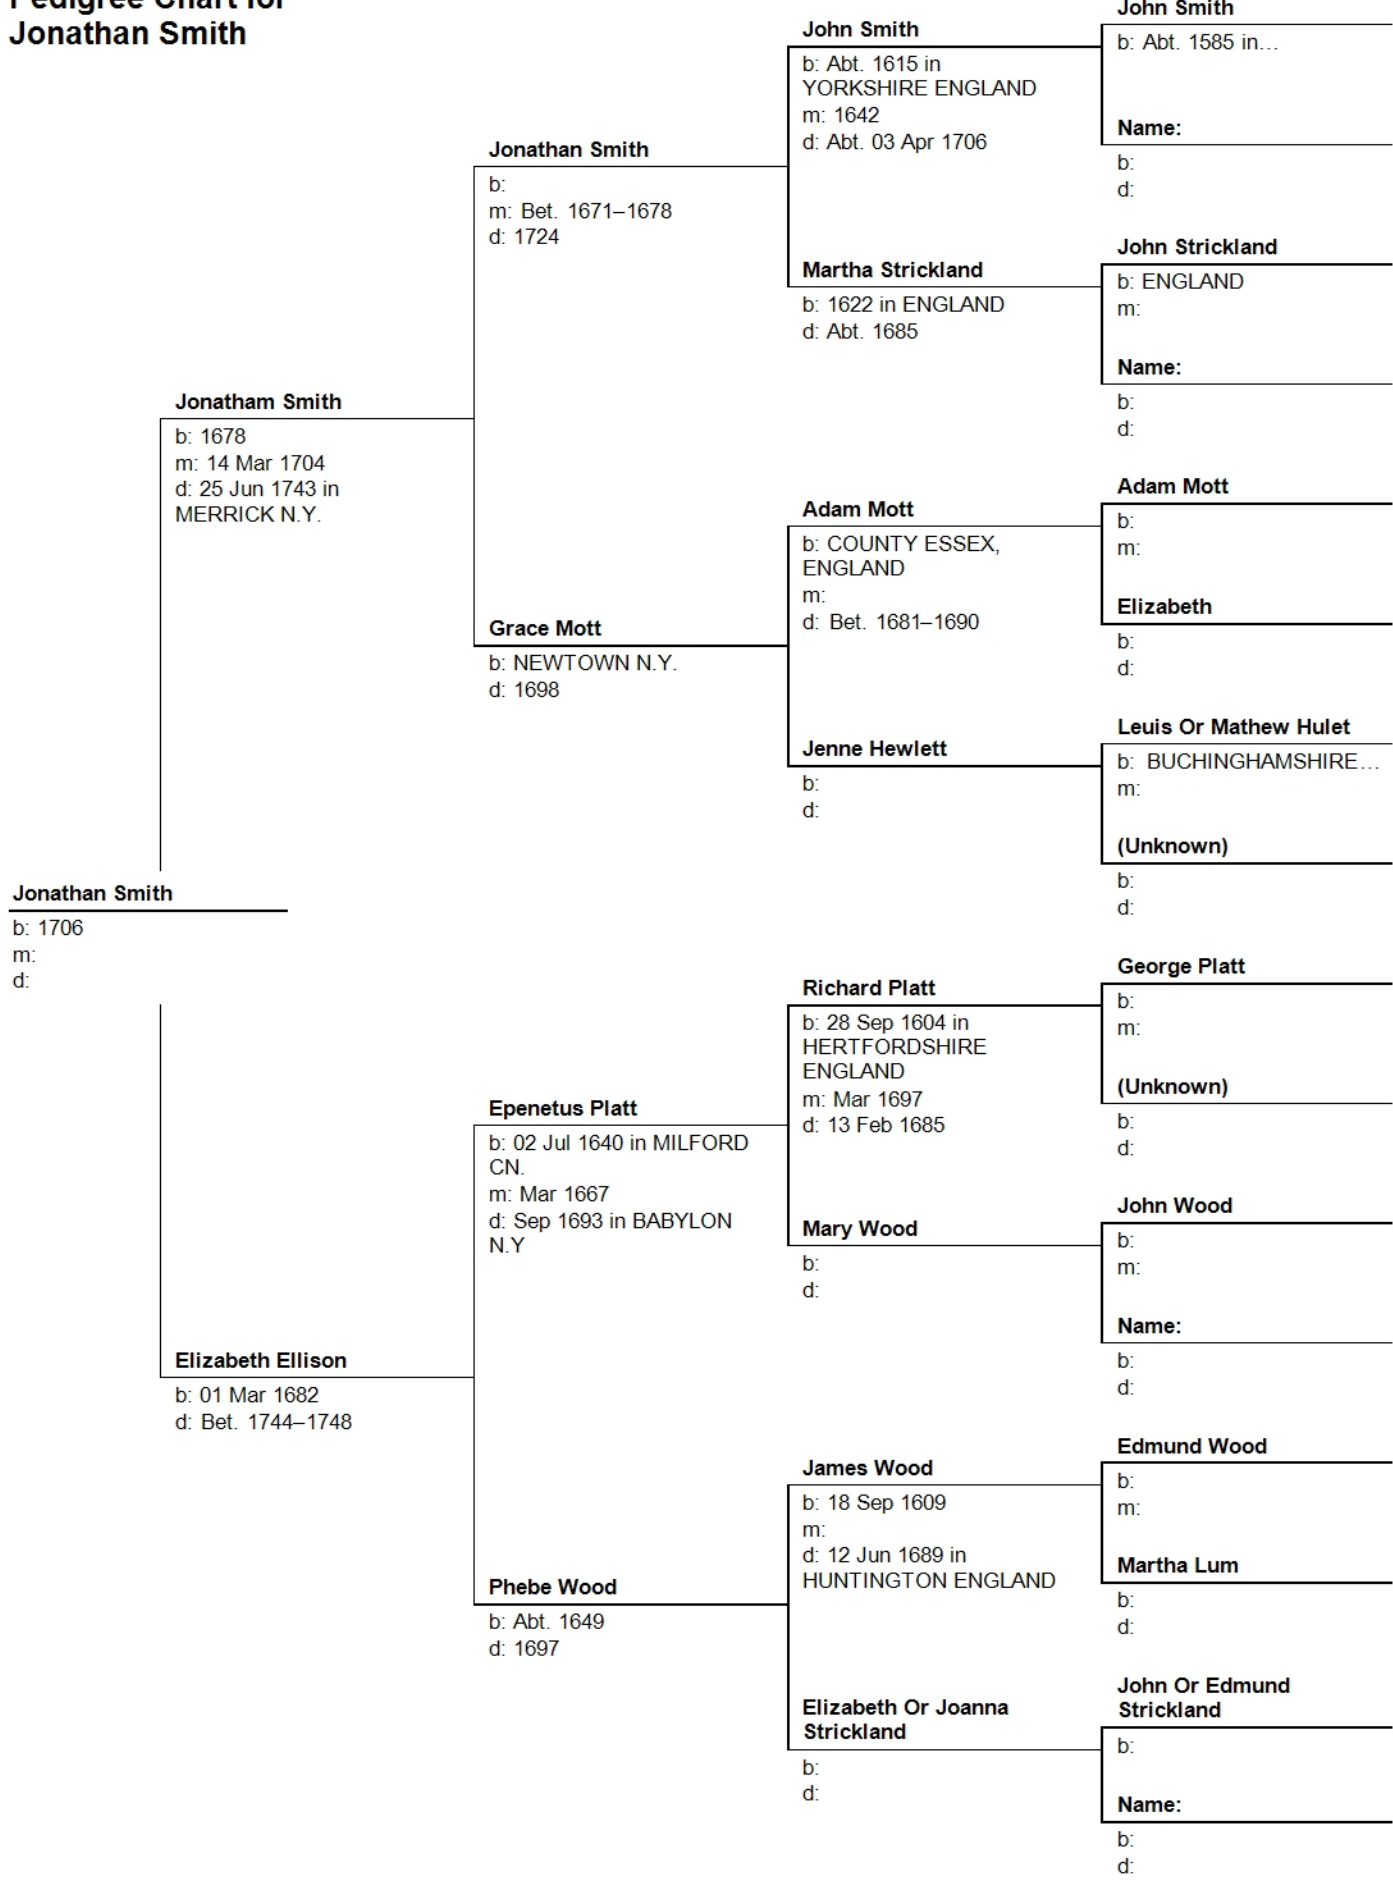 Pedigree Chart for
Jonathan Smith
Jonathan Smith
b: 1706
m:
d:
Jonatham Smith
b: 1678
m: 14 Mar 1704
d: 25 Jun 1743 in
MERRICK N.Y.
Elizabeth Ellison
b: 01 Mar 1682
d: Bet. 1744–1748
Jonathan Smith
b:
m: Bet. 1671–1678
d: 1724
Grace Mott
b: NEWTOWN N.Y.
d: 1698
Epenetus Platt
b: 02 Jul 1640 in MILFORD
CN.
m: Mar 1667
d: Sep 1693 in BABYLON
N.Y
Phebe Wood
b: Abt. 1649
d: 1697
John Smith
b: Abt. 1615 in
YORKSHIRE ENGLAND
m: 1642
d: Abt. 03 Apr 1706
Martha Strickland
b: 1622 in ENGLAND
d: Abt. 1685
Adam Mott
b: COUNTY ESSEX,
ENGLAND
m:
d: Bet. 1681–1690
Jenne Hewlett
b:
d:
Richard Platt
b: 28 Sep 1604 in
HERTFORDSHIRE
ENGLAND
m: Mar 1697
d: 13 Feb 1685
Mary Wood
b:
d:
James Wood
b: 18 Sep 1609
m:
d: 12 Jun 1689 in
HUNTINGTON ENGLAND
Elizabeth Or Joanna
Strickland
b:
d:
John Smith
b: Abt. 1585 in...
Name:
b:
d:
John Strickland
b: ENGLAND
m:
Name:
b:
d:
Adam Mott
b:
m:
Elizabeth
b:
d:
Leuis Or Mathew Hulet
b: BUCHINGHAMSHIRE...
m:
(Unknown)
b:
d:
George Platt
b:
m:
(Unknown)
b:
d:
John Wood
b:
m:
Name:
b:
d:
Edmund Wood
b:
m:
Martha Lum
b:
d:
John Or Edmund
Strickland
b:
Name:
b:
d: